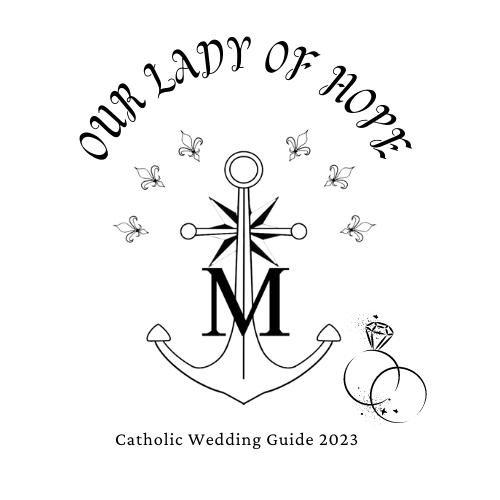 OUR LADY OF HOPE
M
Catholic Wedding Guide 2023